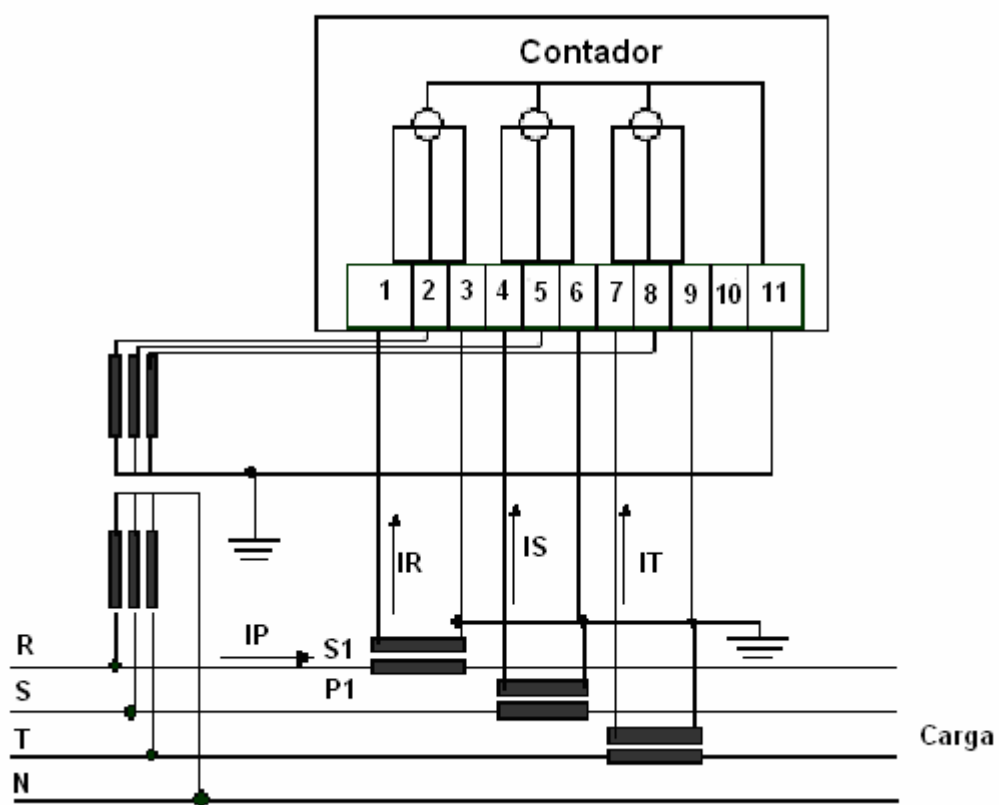 Contador
1 2 3 4 5 6 7 8 9 10 11
IR IS IT
R IP S1
S P1
T Carga
N